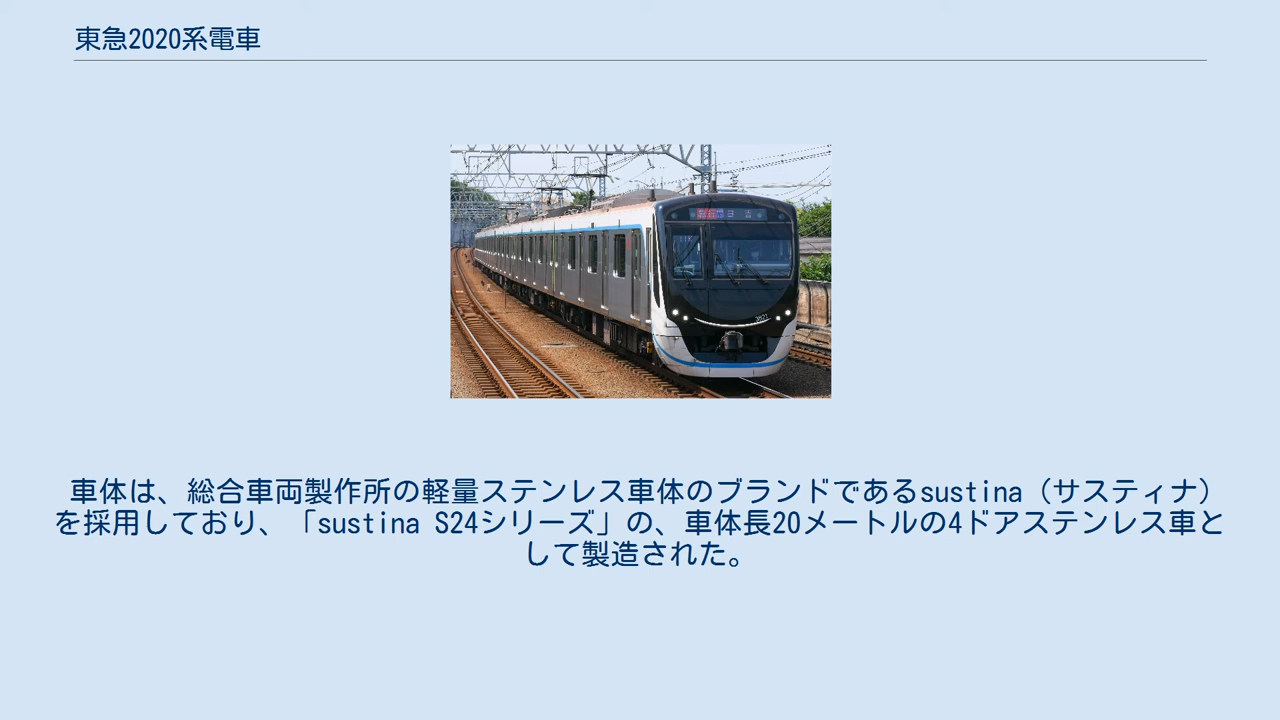 東急2020系電車
車体は、総合車両製作所の軽量ステンレス車体のブランドであるsustina（サスティナ）
を採用しており、「sustina S24シリーズ」の、車体長20メートルの4ドアステンレス車と
して製造された。